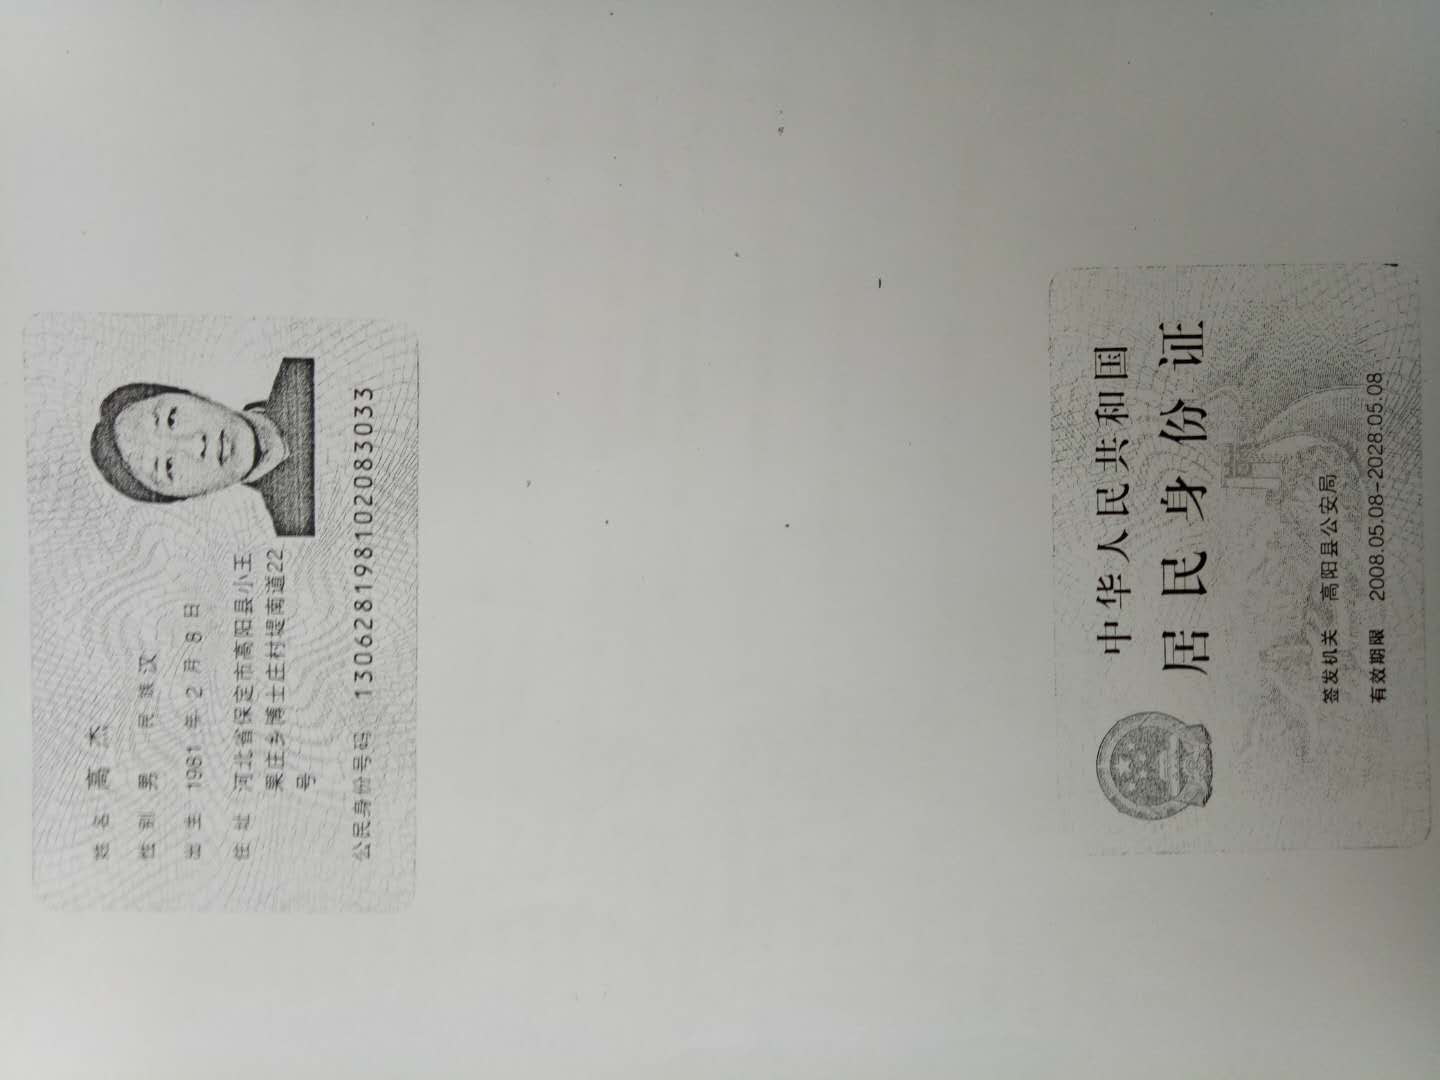 姓名 高杰
性别 男 民族 汉
出生 1981 年 2 月 8 日
住址 河北省保定市高阳县小王
果庄乡博士庄村堤南道22
号
公民身份号码 130628198102083033
中华人民共和国
居民身份证
签发机关 高阳县公安局
有效期限 2008.05.08-2028.05.08